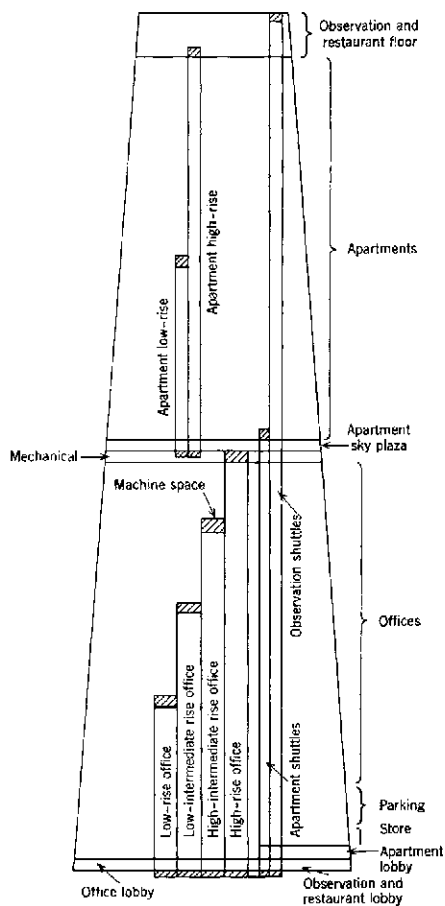 Observation and
restaurant floor
Apartment high-rise
Apartments
Apartment low-rise
Apartment
sky plaza
Mechanical
Machine space
Observation shuttles
Offices
Low-rise office
Low-intermediate rise office
High-intermediate rise office
High-rise office
Apartment shuttles
Parking
Store
Apartment
lobby
Office lobby
Observation and
restaurant lobby